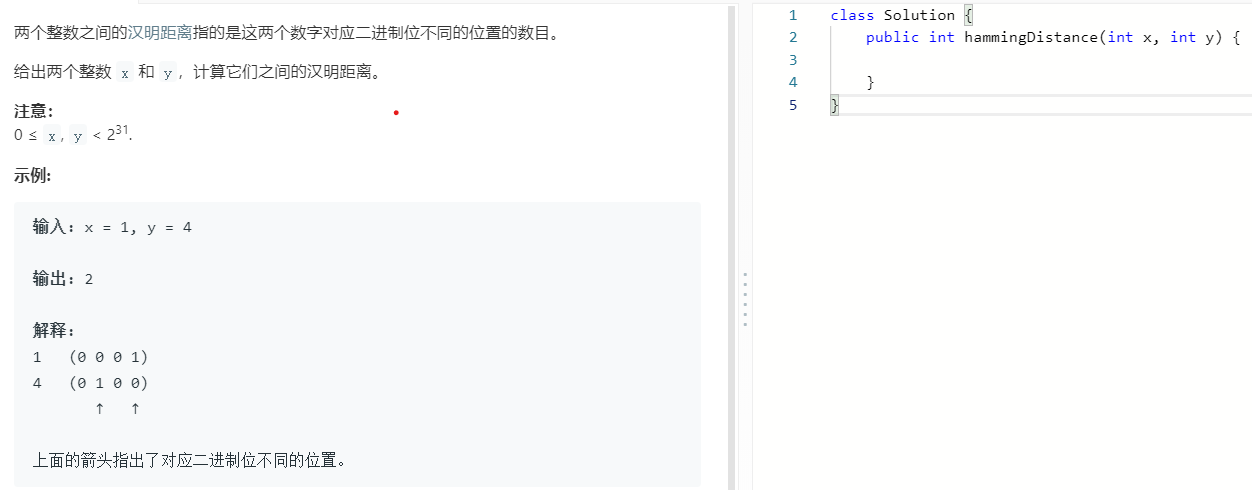 两个整数之间的汉明距离指的是这两个数字对应二进制位不同的位置的数目。
给出两个整数 x 和 y，计算它们之间的汉明距离。
注意：
0 ≤ x, y < 2³¹.
示例:
输入: x = 1, y = 4
输出: 2
解释:
1   (0 0 0 1)
4   (0 1 0 0)
       ↑   ↑
上面的箭头指出了对应二进制位不同的位置。
1 class Solution {
2     public int hammingDistance(int x, int y) {
3
4     }
5 }